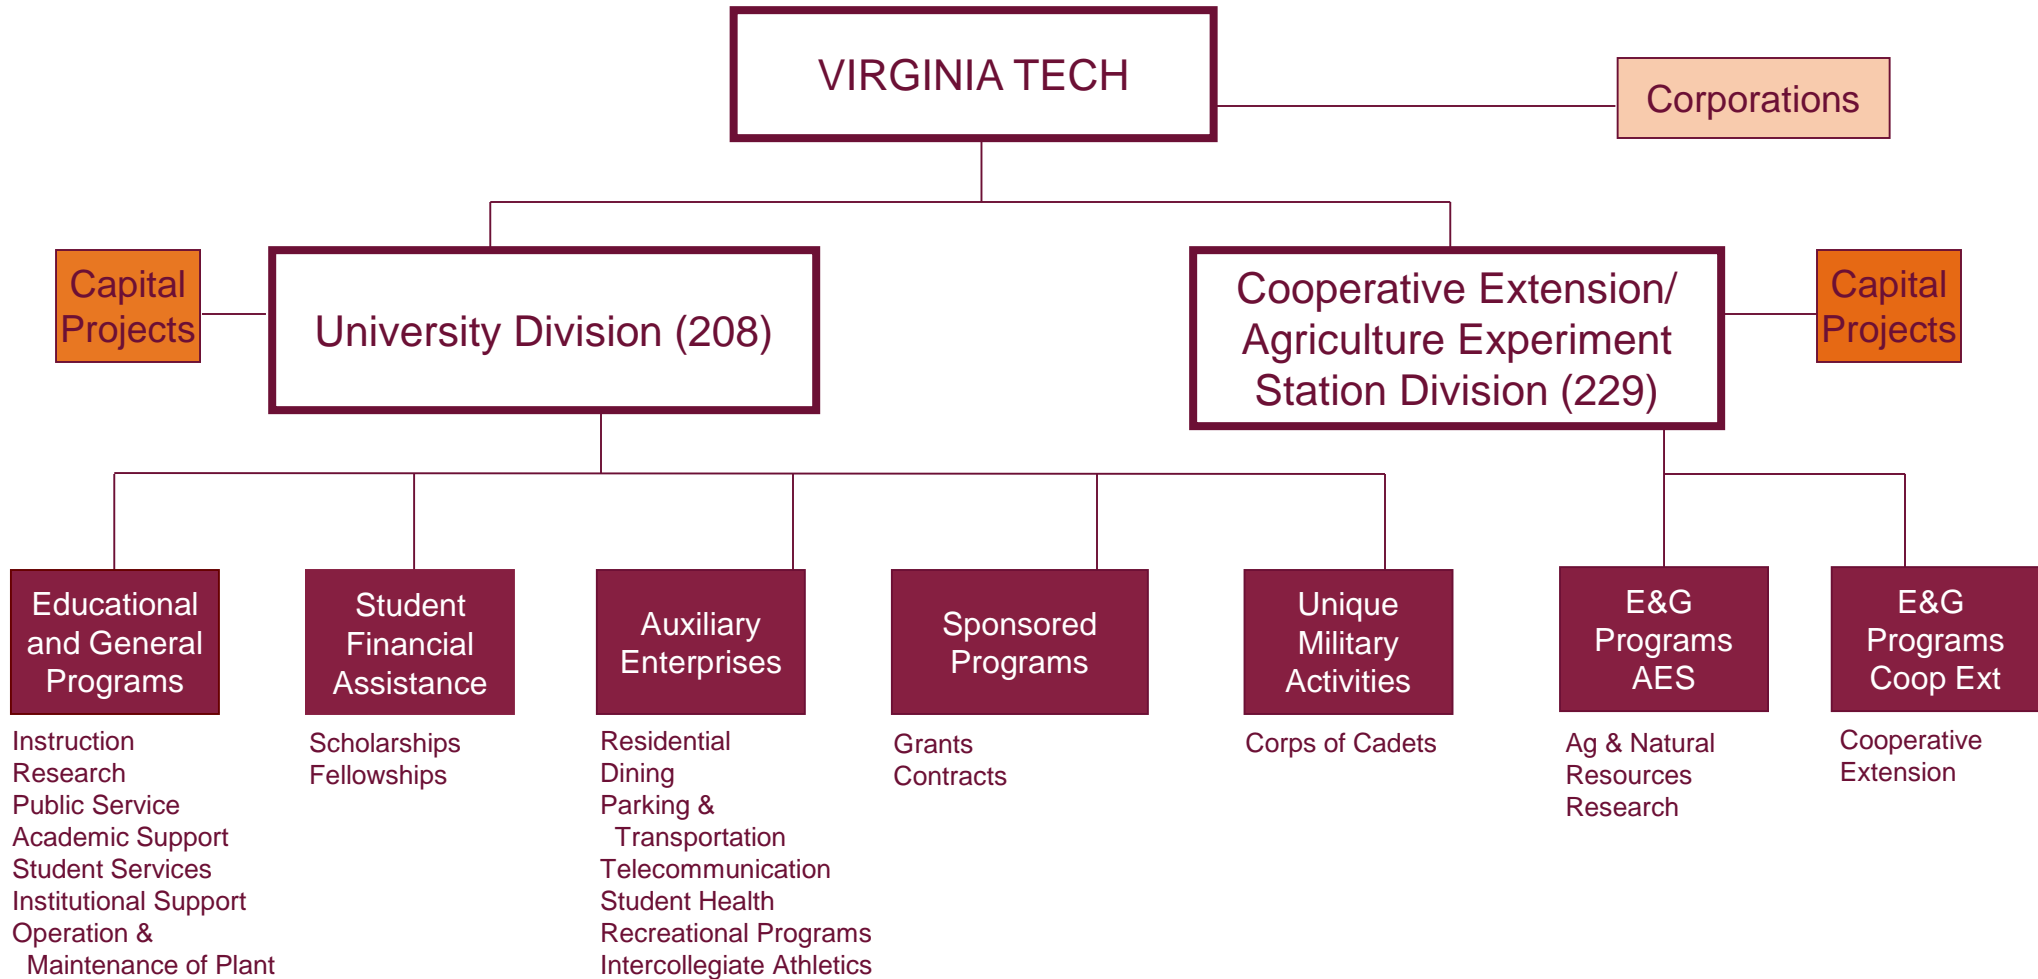 VIRGINIA TECH
Corporations
Capital
Projects
University Division (208)
Cooperative Extension/
Agriculture Experiment
Station Division (229)
Capital
Projects
Educational
and General
Programs
Student
Financial
Assistance
Auxiliary
Enterprises
Sponsored
Programs
Unique
Military
Activities
E&G
Programs
AES
E&G
Programs
Coop Ext
Instruction
Research
Public Service
Academic Support
Student Services
Institutional Support
Operation &
Maintenance of Plant
Scholarships
Fellowships
Residential
Dining
Parking &
Transportation
Telecommunication
Student Health
Recreational Programs
Intercollegiate Athletics
Grants
Contracts
Corps of Cadets
Ag & Natural
Resources
Research
Cooperative
Extension